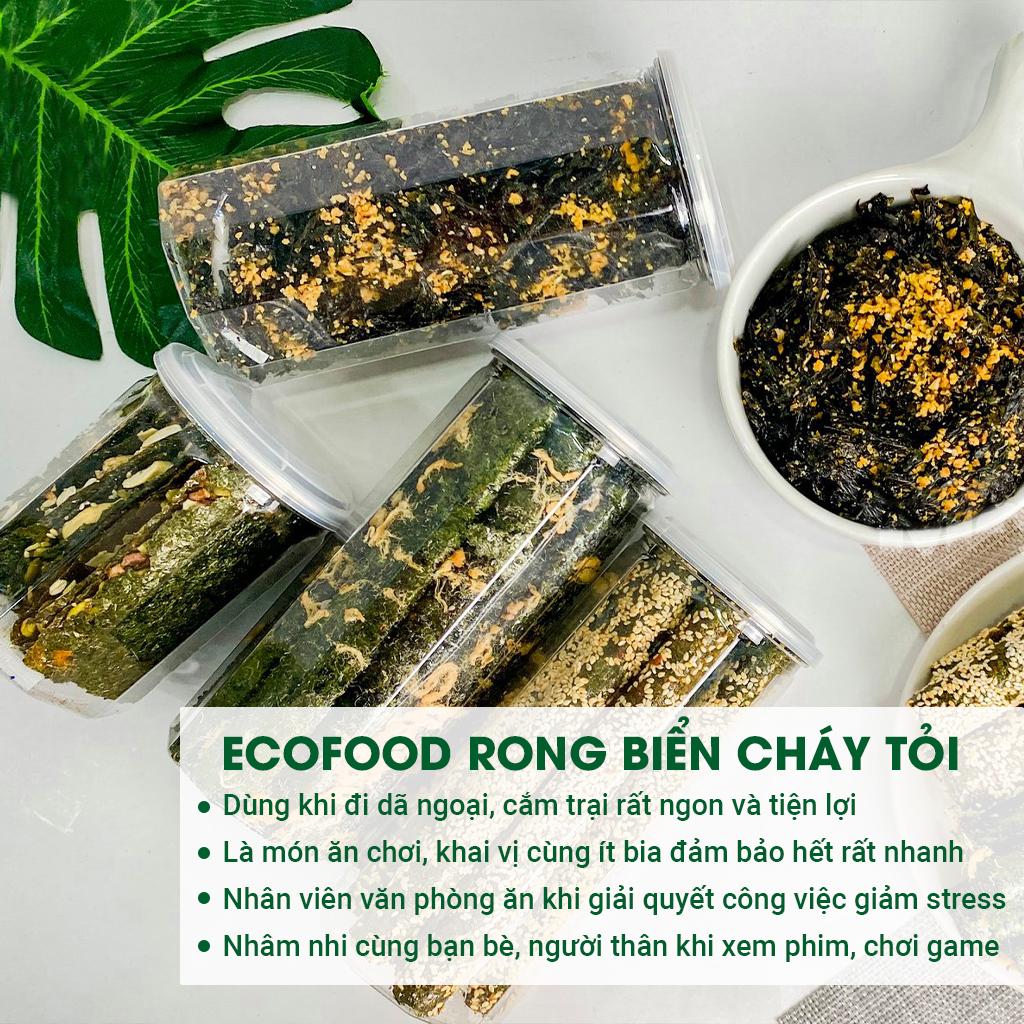 ECOFOOD RONG BIỂN CHÁY TỎI
• Dùng khi đi dã ngoại, cắm trại rất ngon và tiện lợi
• Là món ăn chơi, khai vị cùng ít bia đảm bảo hết rất nhanh
• Nhân viên văn phòng ăn khi giải quyết công việc giảm stress
• Nhâm nhi cùng bạn bè, người thân khi xem phim, chơi game